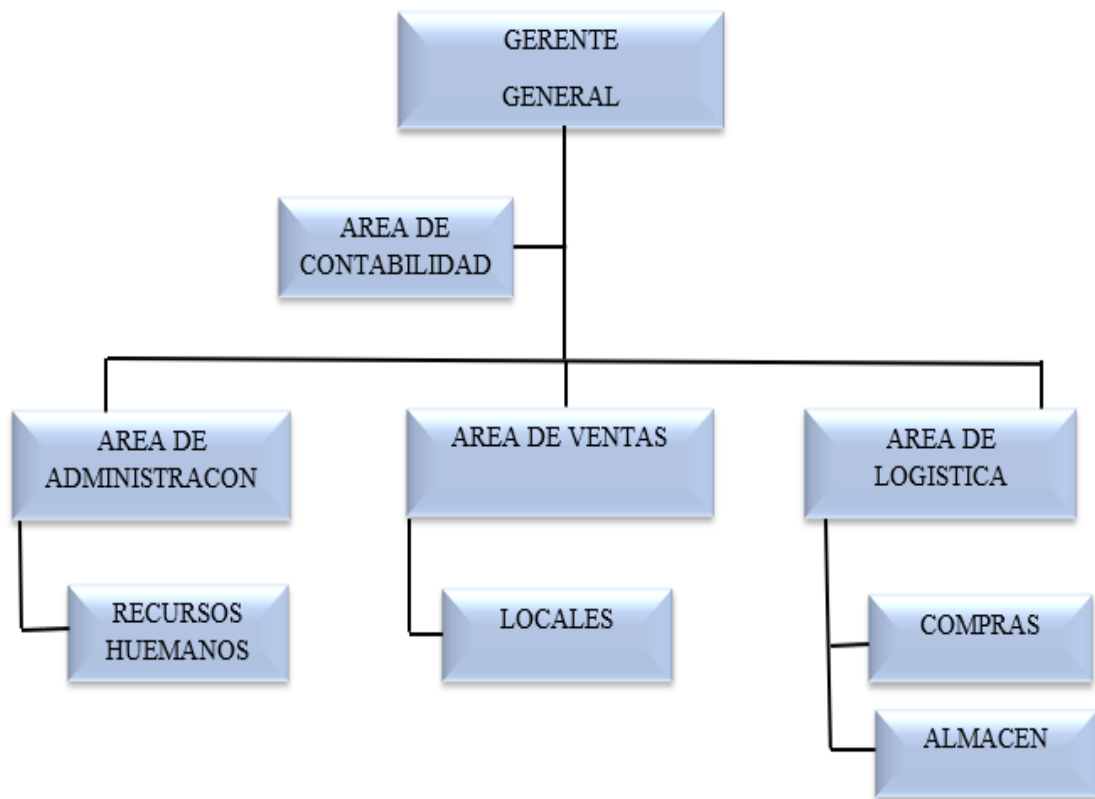 GERENTE
GENERAL
AREA DE
CONTABILIDAD
AREA DE
ADMINISTRACON
AREA DE VENTAS
AREA DE
LOGISTICA
RECURSOS
HUEMANOS
LOCALES
COMPRAS
ALMACEN